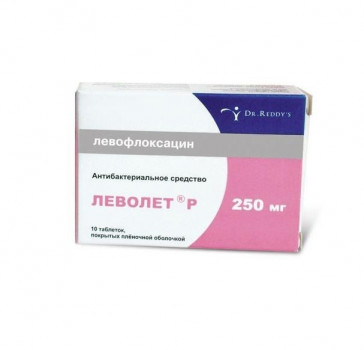 DR. REDDY'S
левофлоксацин
Антибактериальное средство
ЛЕВОЛЕТ® Р 250 мг
10 таблеток,
покрытых плёночной оболочкой